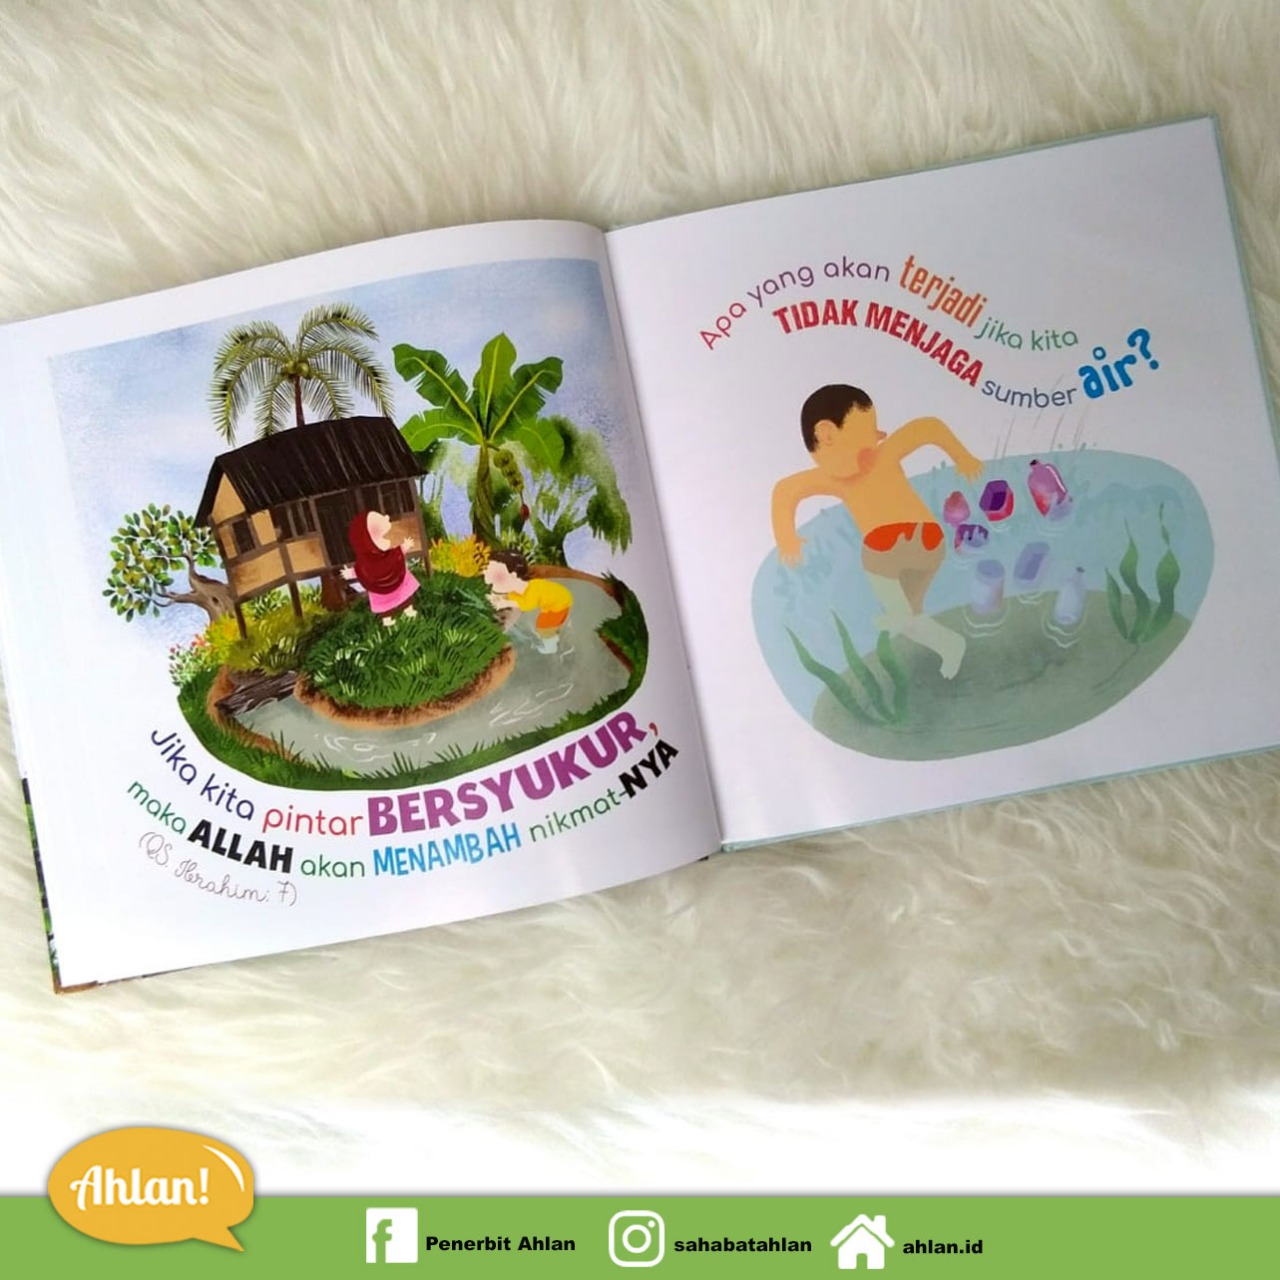 Jika kita pintar BERSYUKUR,
maka ALLAH akan MENAMBAH nikmat-NYA
(QS. Ibrahim: 7)
Apa yang akan terjadi jika kita
TIDAK MENJAGA sumber air?
Ahlan!
Penerbit Ahlan
sahabatahlan
ahlan.id